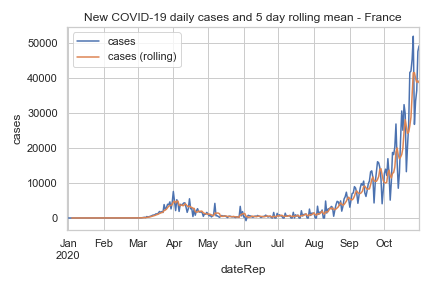 New COVID-19 daily cases and 5 day rolling mean - France
cases
cases (rolling)
50000
40000
30000
20000
10000
0
cases
Jan Feb Mar Apr May Jun Jul Aug Sep Oct
2020
dateRep